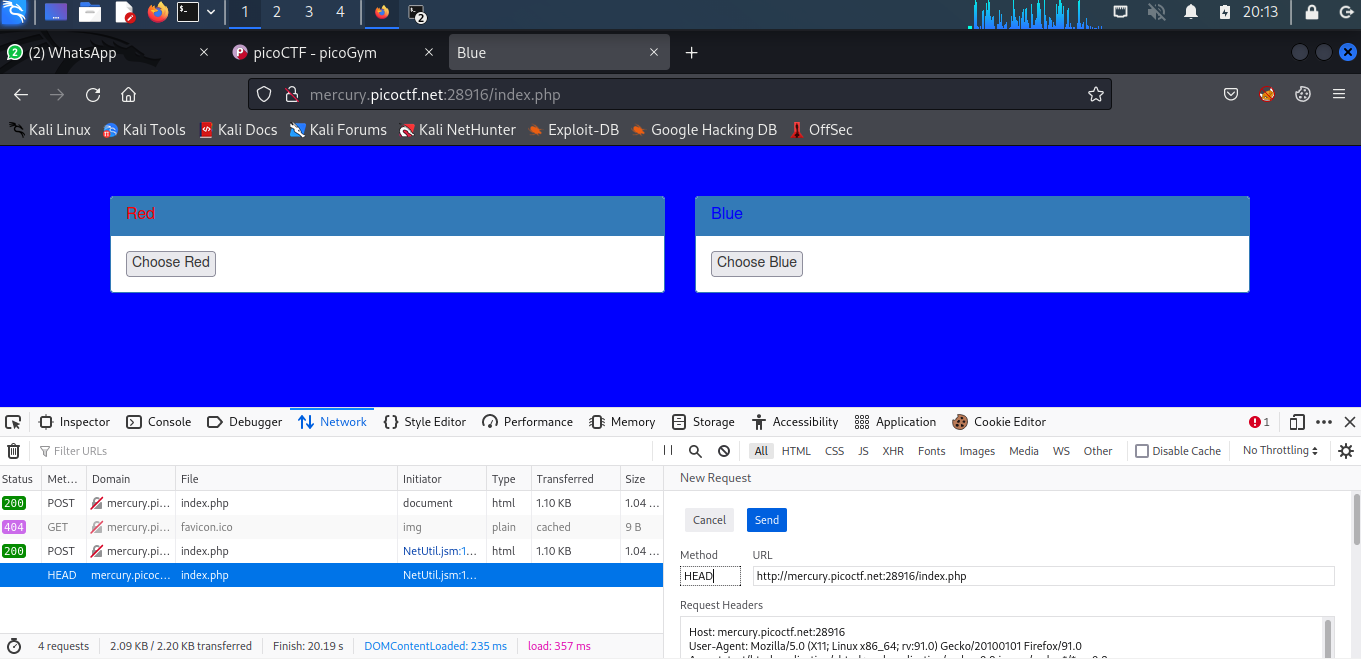 1 2 3 4 2 20:13
2 (2) WhatsApp picoCTF - picoGym Blue
mercury.picoctf.net:28916/index.php
Kali Linux Kali Tools Kali Docs Kali Forums Kali NetHunter Exploit-DB Google Hacking DB OffSec
Red Blue
Choose Red Choose Blue
Inspector Console Debugger Network Style Editor Performance Memory Storage Accessibility Application Cookie Editor 1
Filter URLs All HTML CSS JS XHR Fonts Images Media WS Other Disable Cache No Throttling
Status Met... Domain File Initiator Type Transferred Size New Request
200 POST mercury.pi... index.php document html 1.10 KB 1.04 ...
Cancel Send
404 GET mercury.pi... favicon.ico img plain cached 9 B
200 POST mercury.pi... index.php NetUtil.jsm:1... html 1.10 KB 1.04 ...
Method URL
HEAD mercury.picoc... index.php NetUtil.jsm:1...
HEAD http://mercury.picoctf.net:28916/index.php
Request Headers
Host: mercury.picoctf.net:28916
User-Agent: Mozilla/5.0 (X11; Linux x86_64; rv:91.0) Gecko/20100101 Firefox/91.0
4 requests 2.09 KB / 2.20 KB transferred Finish: 20.19 s DOMContentLoaded: 235 ms load: 357 ms